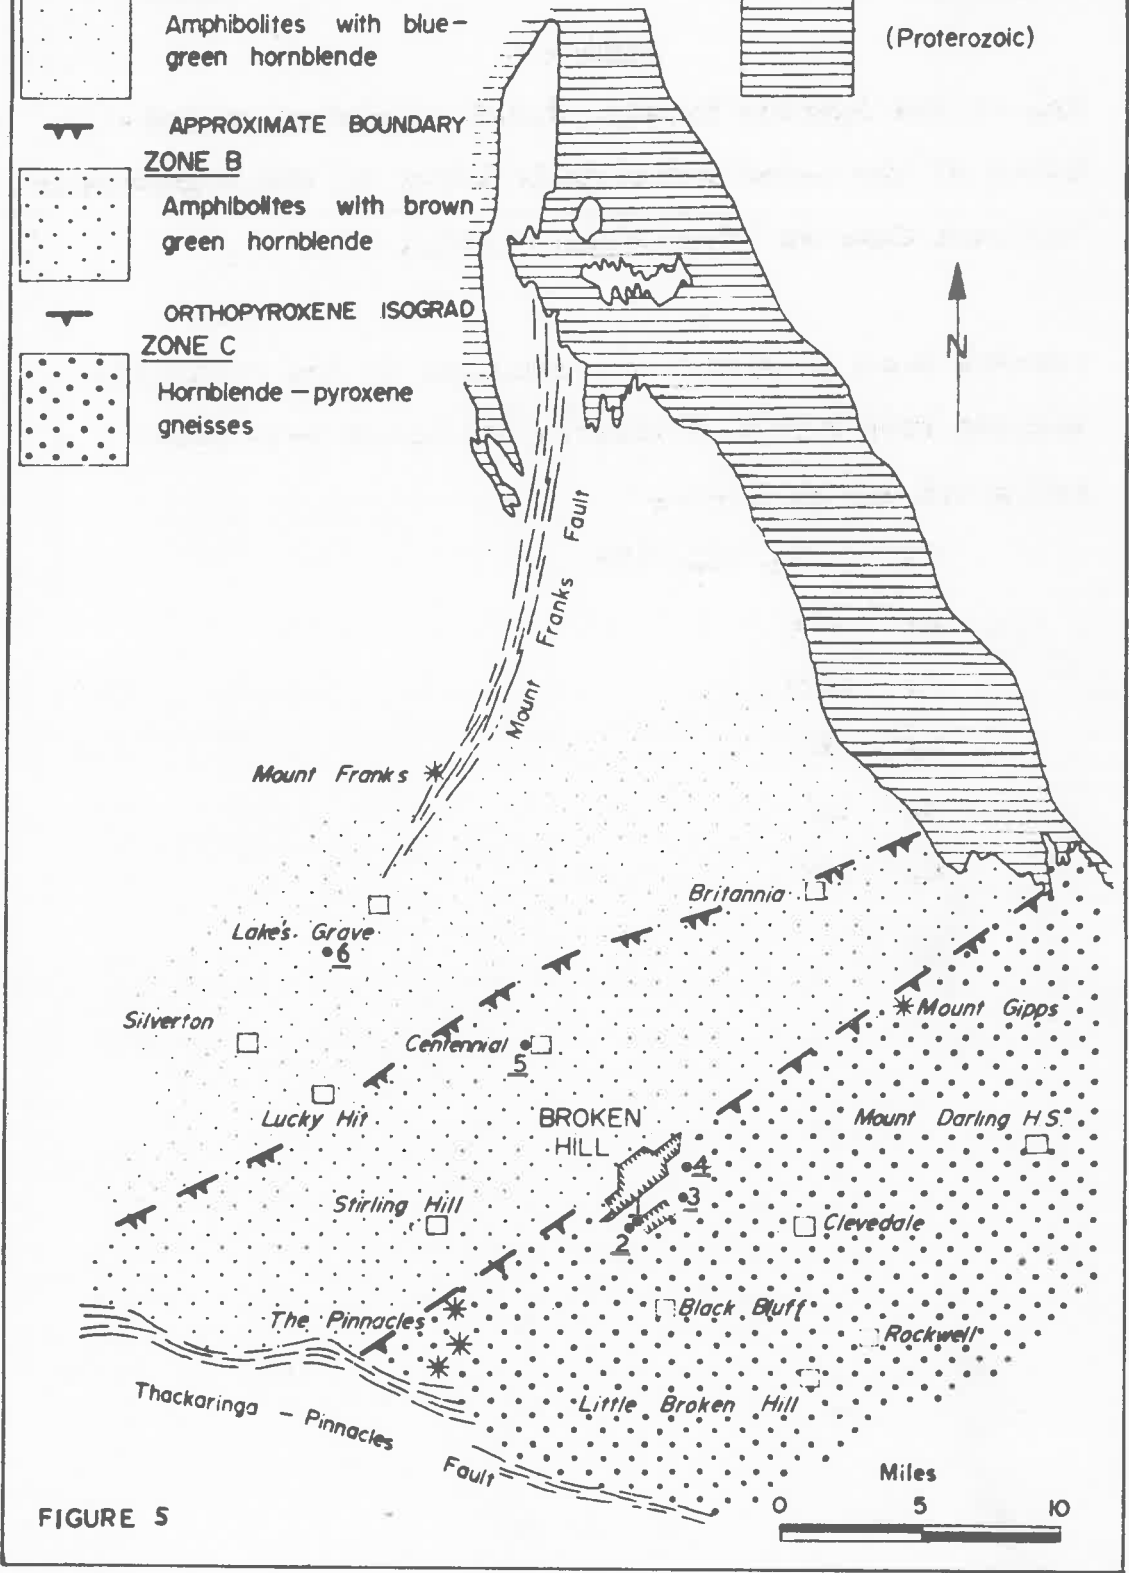 Amphibolites with blue-
green hornblende
(Proterozoic)
APPROXIMATE BOUNDARY
ZONE B
Amphibolites with brown
green hornblende
ORTHOPYROXENE ISOGRAD
ZONE C
Hornblende - pyroxene
gneisses
N
Mount Franks Fault
Mount Franks
Britannia
Lake's Grave
6
Silverton
Mount Gipps
Centennial
5
Lucky Hit
BROKEN
HILL
Mount Darling H S.
4
3
Stirling Hill
1
2
Clevedale
The Pinnacles
Black Bluff
Rockwell
Little Broken Hill
Thackaringa - Pinnacles Fault
Miles
0 5 10
FIGURE 5